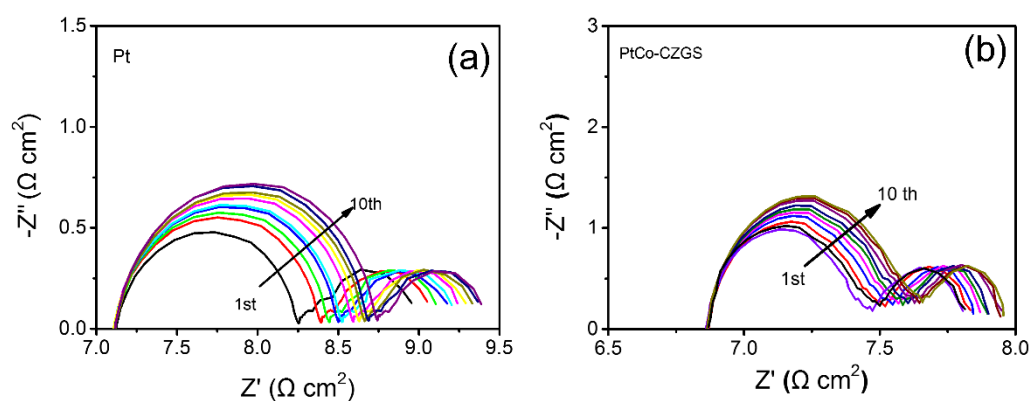 Pt
(a)
1.5
1.0
0.5
0.0
-Z" (Ω cm²)
10th
1st
7.0 7.5 8.0 8.5 9.0 9.5
Z' (Ω cm²)
PtCo-CZGS
(b)
3
2
1
0
-Z" (Ω cm²)
10 th
1st
6.5 7.0 7.5 8.0
Z' (Ω cm²)